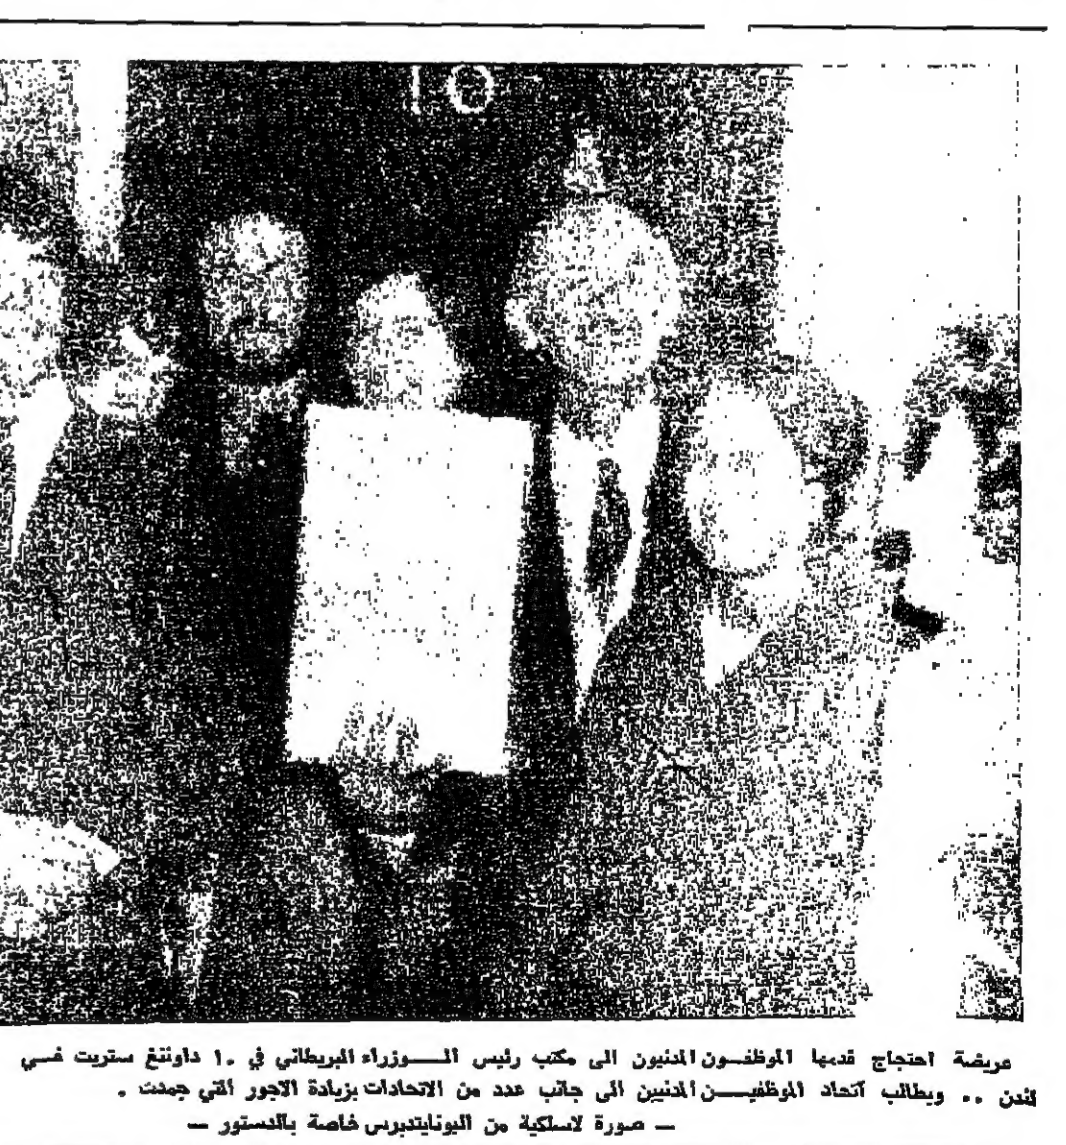 10
عريضة احتجاج قدمها الموظفون المدنيون الى مكتب رئيس الوزراء البريطاني في ١٠ داوننغ ستريت في
لندن .. ويطالب اتحاد الموظفين المدنيين الى جانب عدد من الاتحادات بزيادة الاجور التي جمدت .
— صورة لاسلكية من اليونايتدبرس خاصة بالدستور —